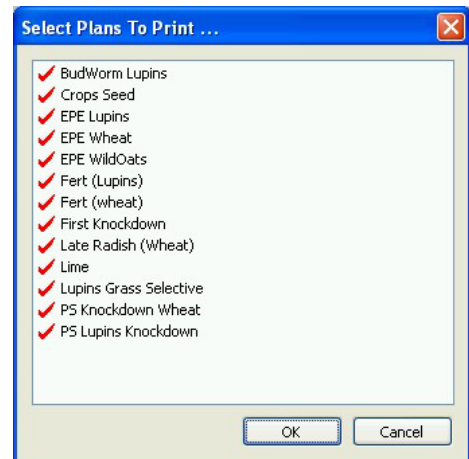 Select Plans To Print ...
BudWorm Lupins
Crops Seed
EPE Lupins
EPE Wheat
EPE WildOats
Fert (Lupins)
Fert (wheat)
First Knockdown
Late Radish (Wheat)
Lime
Lupins Grass Selective
PS Knockdown Wheat
PS Lupins Knockdown
OK Cancel